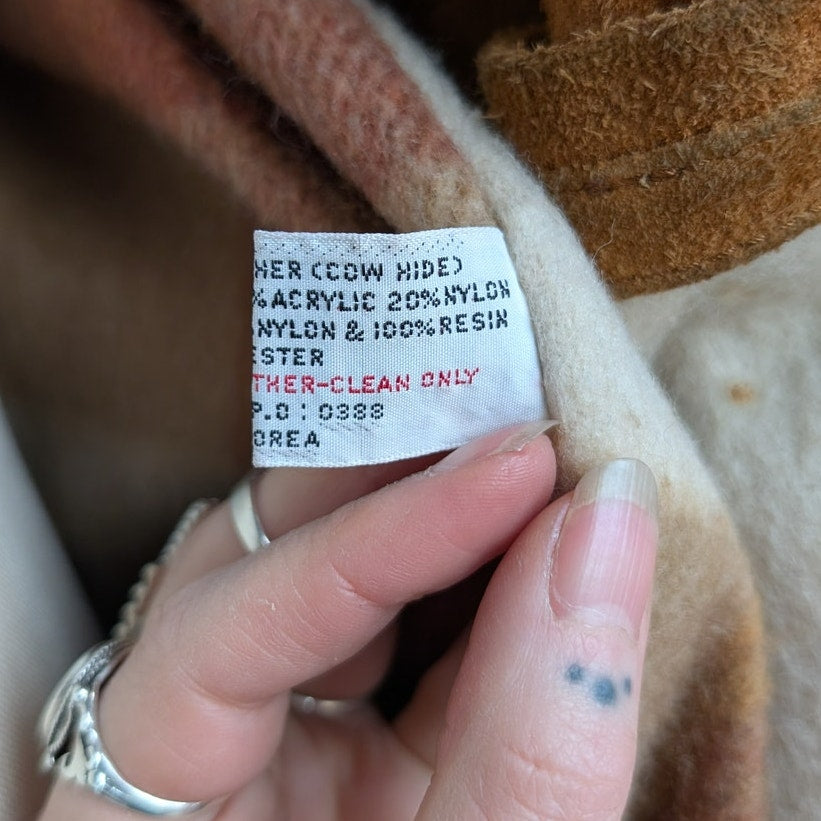 HER (COW HIDE)
% ACRYLIC 20% NYLON
NYLON & 100% RESIN
ESTER
THER-CLEAN ONLY
P.O : 0388
OREA